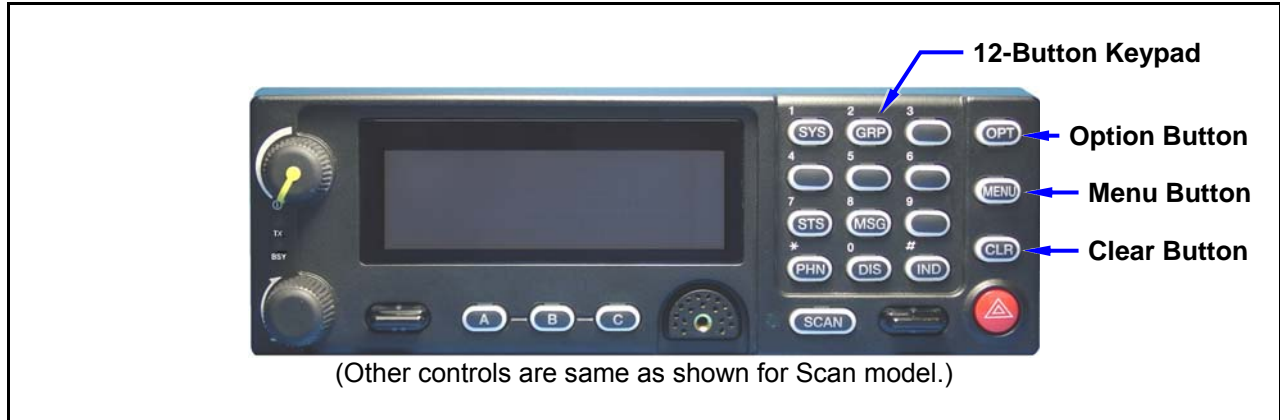 12-Button Keypad
1 2 3
SYS GRP OPT
Option Button
4 5 6
MENU
Menu Button
7 8 9
STS MSG
CLR
Clear Button
* 0 #
PHN DIS IND
TX
BSY
A B C
SCAN
(Other controls are same as shown for Scan model.)